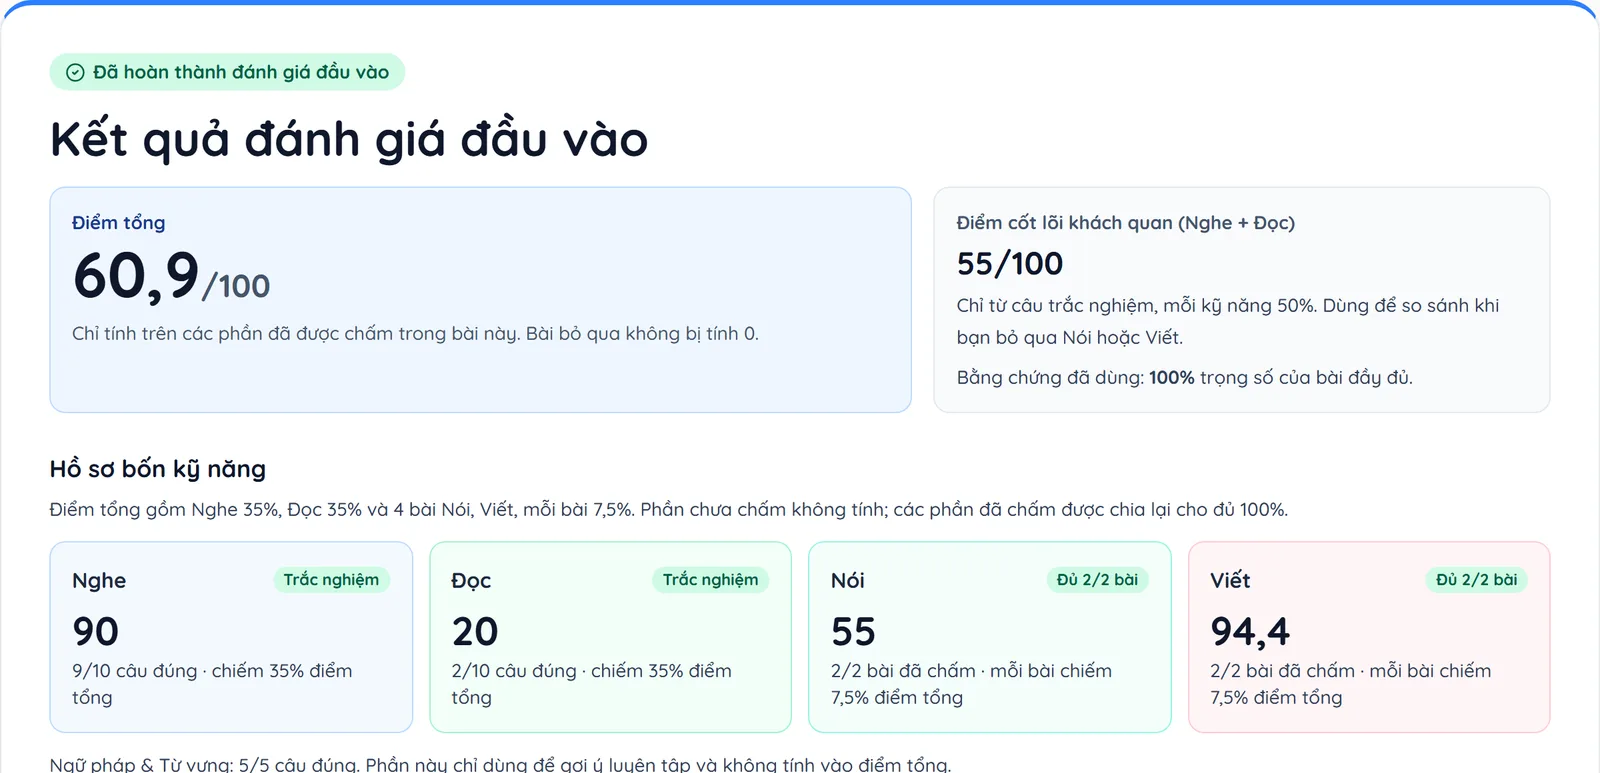 Đã hoàn thành đánh giá đầu vào
Kết quả đánh giá đầu vào
Điểm tổng
60,9/100
Chỉ tính trên các phần đã được chấm trong bài này. Bài bỏ qua không bị tính 0.
Điểm cốt lõi khách quan (Nghe + Đọc)
55/100
Chỉ từ câu trắc nghiệm, mỗi kỹ năng 50%. Dùng để so sánh khi
bạn bỏ qua Nói hoặc Viết.
Bằng chứng đã dùng: 100% trọng số của bài đầy đủ.
Hồ sơ bốn kỹ năng
Điểm tổng gồm Nghe 35%, Đọc 35% và 4 bài Nói, Viết, mỗi bài 7,5%. Phần chưa chấm không tính; các phần đã chấm được chia lại cho đủ 100%.
Nghe
Trắc nghiệm
90
9/10 câu đúng · chiếm 35% điểm
tổng
Đọc
Trắc nghiệm
20
2/10 câu đúng · chiếm 35% điểm
tổng
Nói
Đủ 2/2 bài
55
2/2 bài đã chấm · mỗi bài chiếm
7,5% điểm tổng
Viết
Đủ 2/2 bài
94,4
2/2 bài đã chấm · mỗi bài chiếm
7,5% điểm tổng
Ngữ pháp & Từ vựng: 5/5 câu đúng. Phần này chỉ dùng để gợi ý luyện tập và không tính vào điểm tổng.